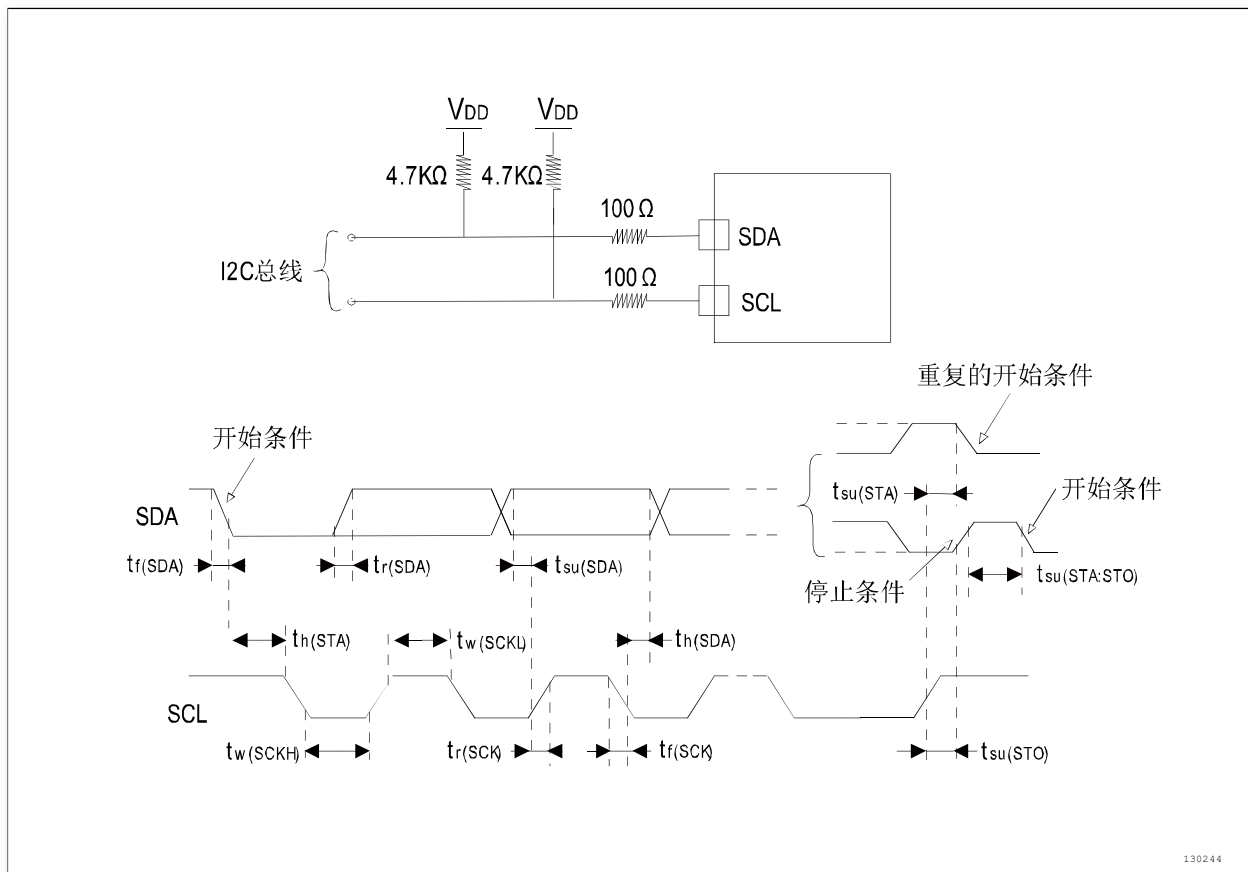 VDD VDD
4.7KΩ 4.7KΩ
100 Ω
SDA
I2C总线
100 Ω
SCL
重复的开始条件
开始条件
tsu(STA)
开始条件
SDA
tf(SDA) tr(SDA) tsu(SDA)
停止条件
tsu(STA:STO)
th(STA) tw(SCKL) th(SDA)
SCL
tw(SCKH) tr(SCK) tf(SCK) tsu(STO)
130244